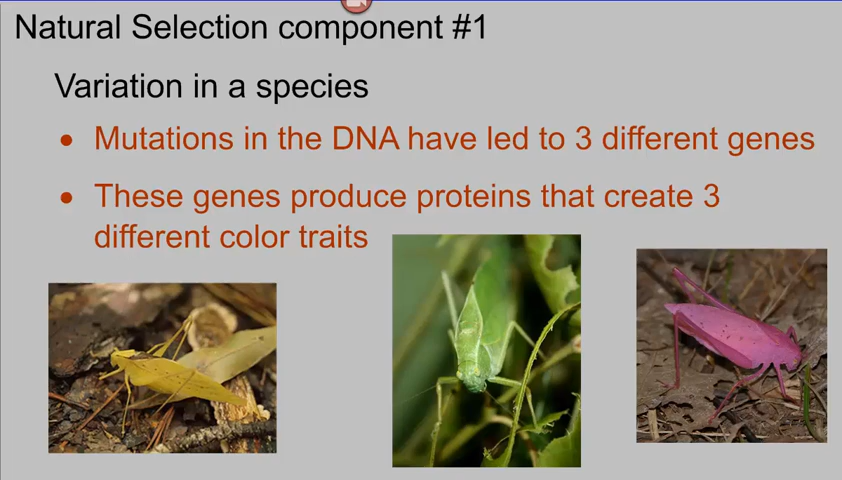 Natural Selection component #1
Variation in a species
• Mutations in the DNA have led to 3 different genes
• These genes produce proteins that create 3
different color traits